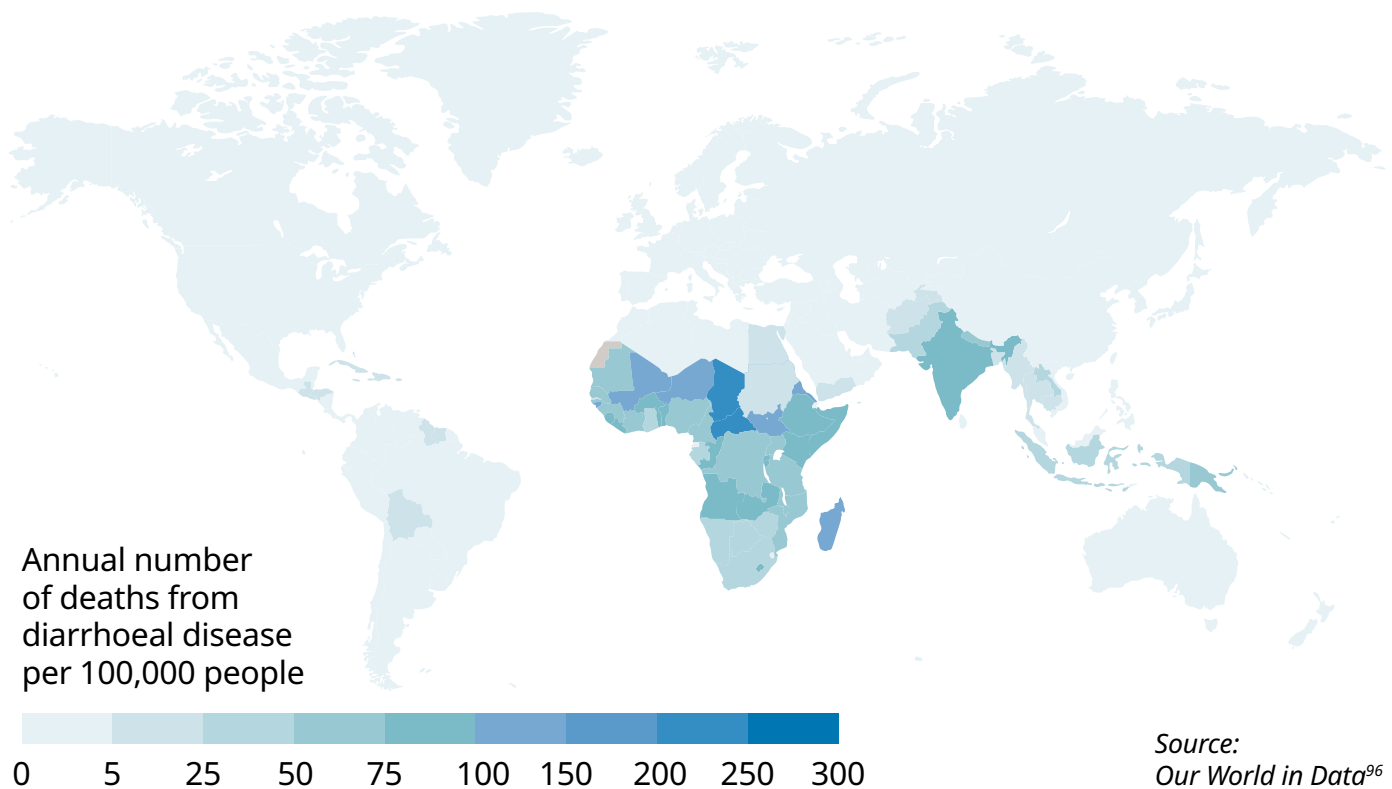 Annual number
of deaths from
diarrhoeal disease
per 100,000 people
0 5 25 50 75 100 150 200 250 300
Source:
Our World in Data⁹⁶